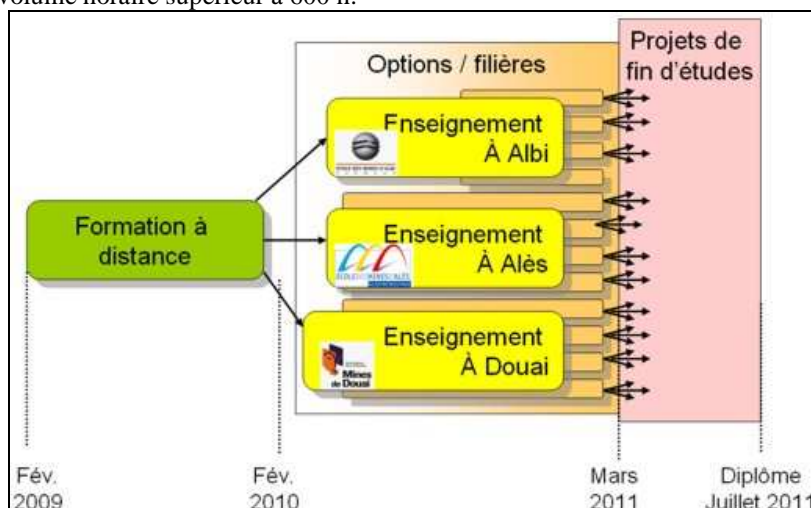 volume horaire supérieur à 600 h.
Options / filières
Projets de
fin d'études
Enseignement
À Albi
Formation à
distance
Enseignement
À Alès
Enseignement
À Douai
Mines
de Douai
Fév.
2009
Fév.
2010
Mars
2011
Diplôme
Juillet 2011